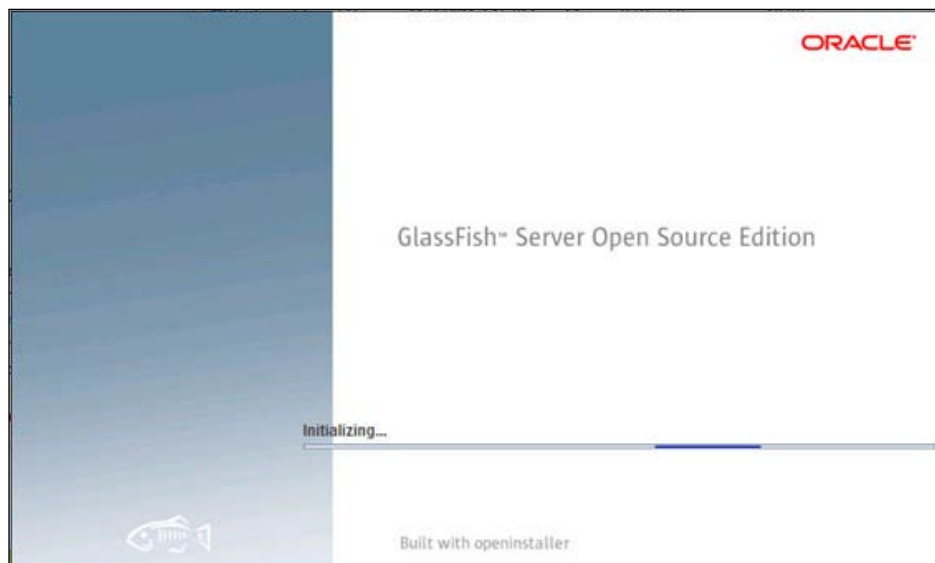 ORACLE®
GlassFish™ Server Open Source Edition
Initializing...
Built with openinstaller